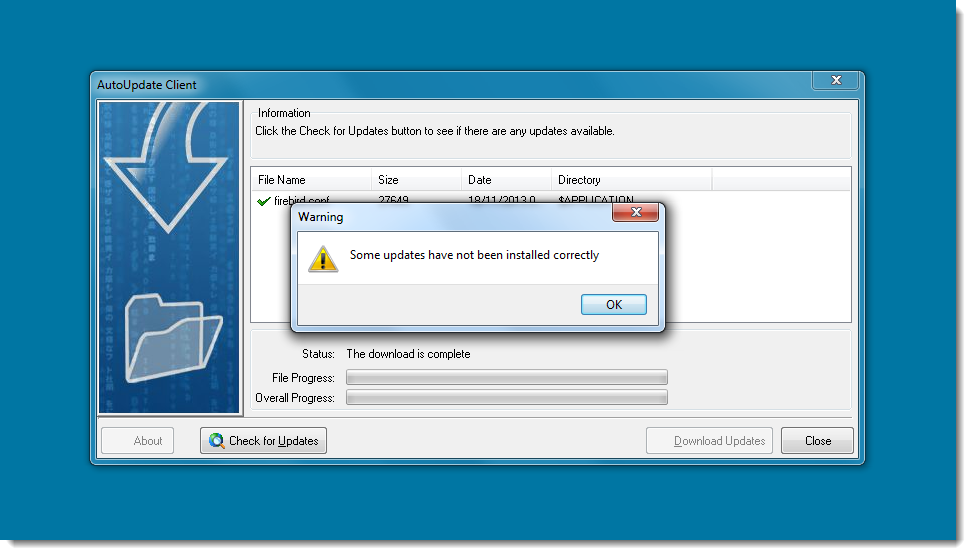 AutoUpdate Client
Information
Click the Check for Updates button to see if there are any updates available.
File Name Size Date Directory
firebird.conf 27649 18/11/2013 0 $APPLICATION
Warning
Some updates have not been installed correctly
OK
Status: The download is complete
File Progress:
Overall Progress:
About Check for Updates Download Updates Close